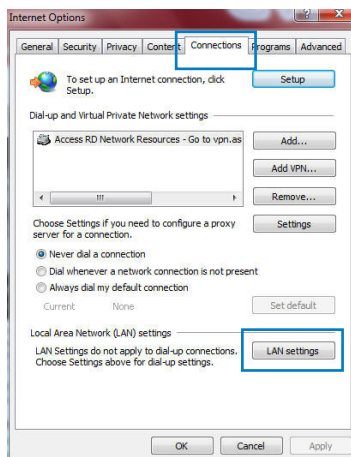 Internet Options
General Security Privacy Content Connections Programs Advanced
To set up an Internet connection, click
Setup.
Setup
Dial-up and Virtual Private Network settings
Access RD Network Resources - Go to vpn.as
Add...
Add VPN...
Remove...
Choose Settings if you need to configure a proxy
server for a connection.
Settings
Never dial a connection
Dial whenever a network connection is not present
Always dial my default connection
Current None
Set default
Local Area Network (LAN) settings
LAN Settings do not apply to dial-up connections.
Choose Settings above for dial-up settings.
LAN settings
OK Cancel Apply